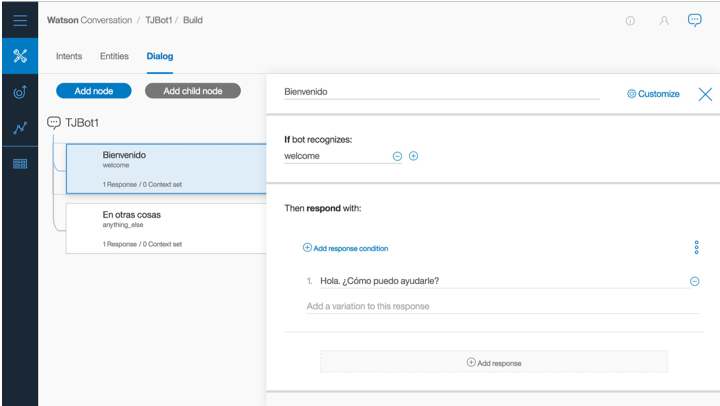 Watson Conversation / TJBot1 / Build
Intents Entities Dialog
Add node Add child node
TJBot1
Bienvenido
welcome
1 Response / 0 Context set
En otras cosas
anything_else
1 Response / 0 Context set
Bienvenido
Customize
If bot recognizes:
welcome
Then respond with:
Add response condition
1. Hola. ¿Cómo puedo ayudarle?
Add a variation to this response
Add response